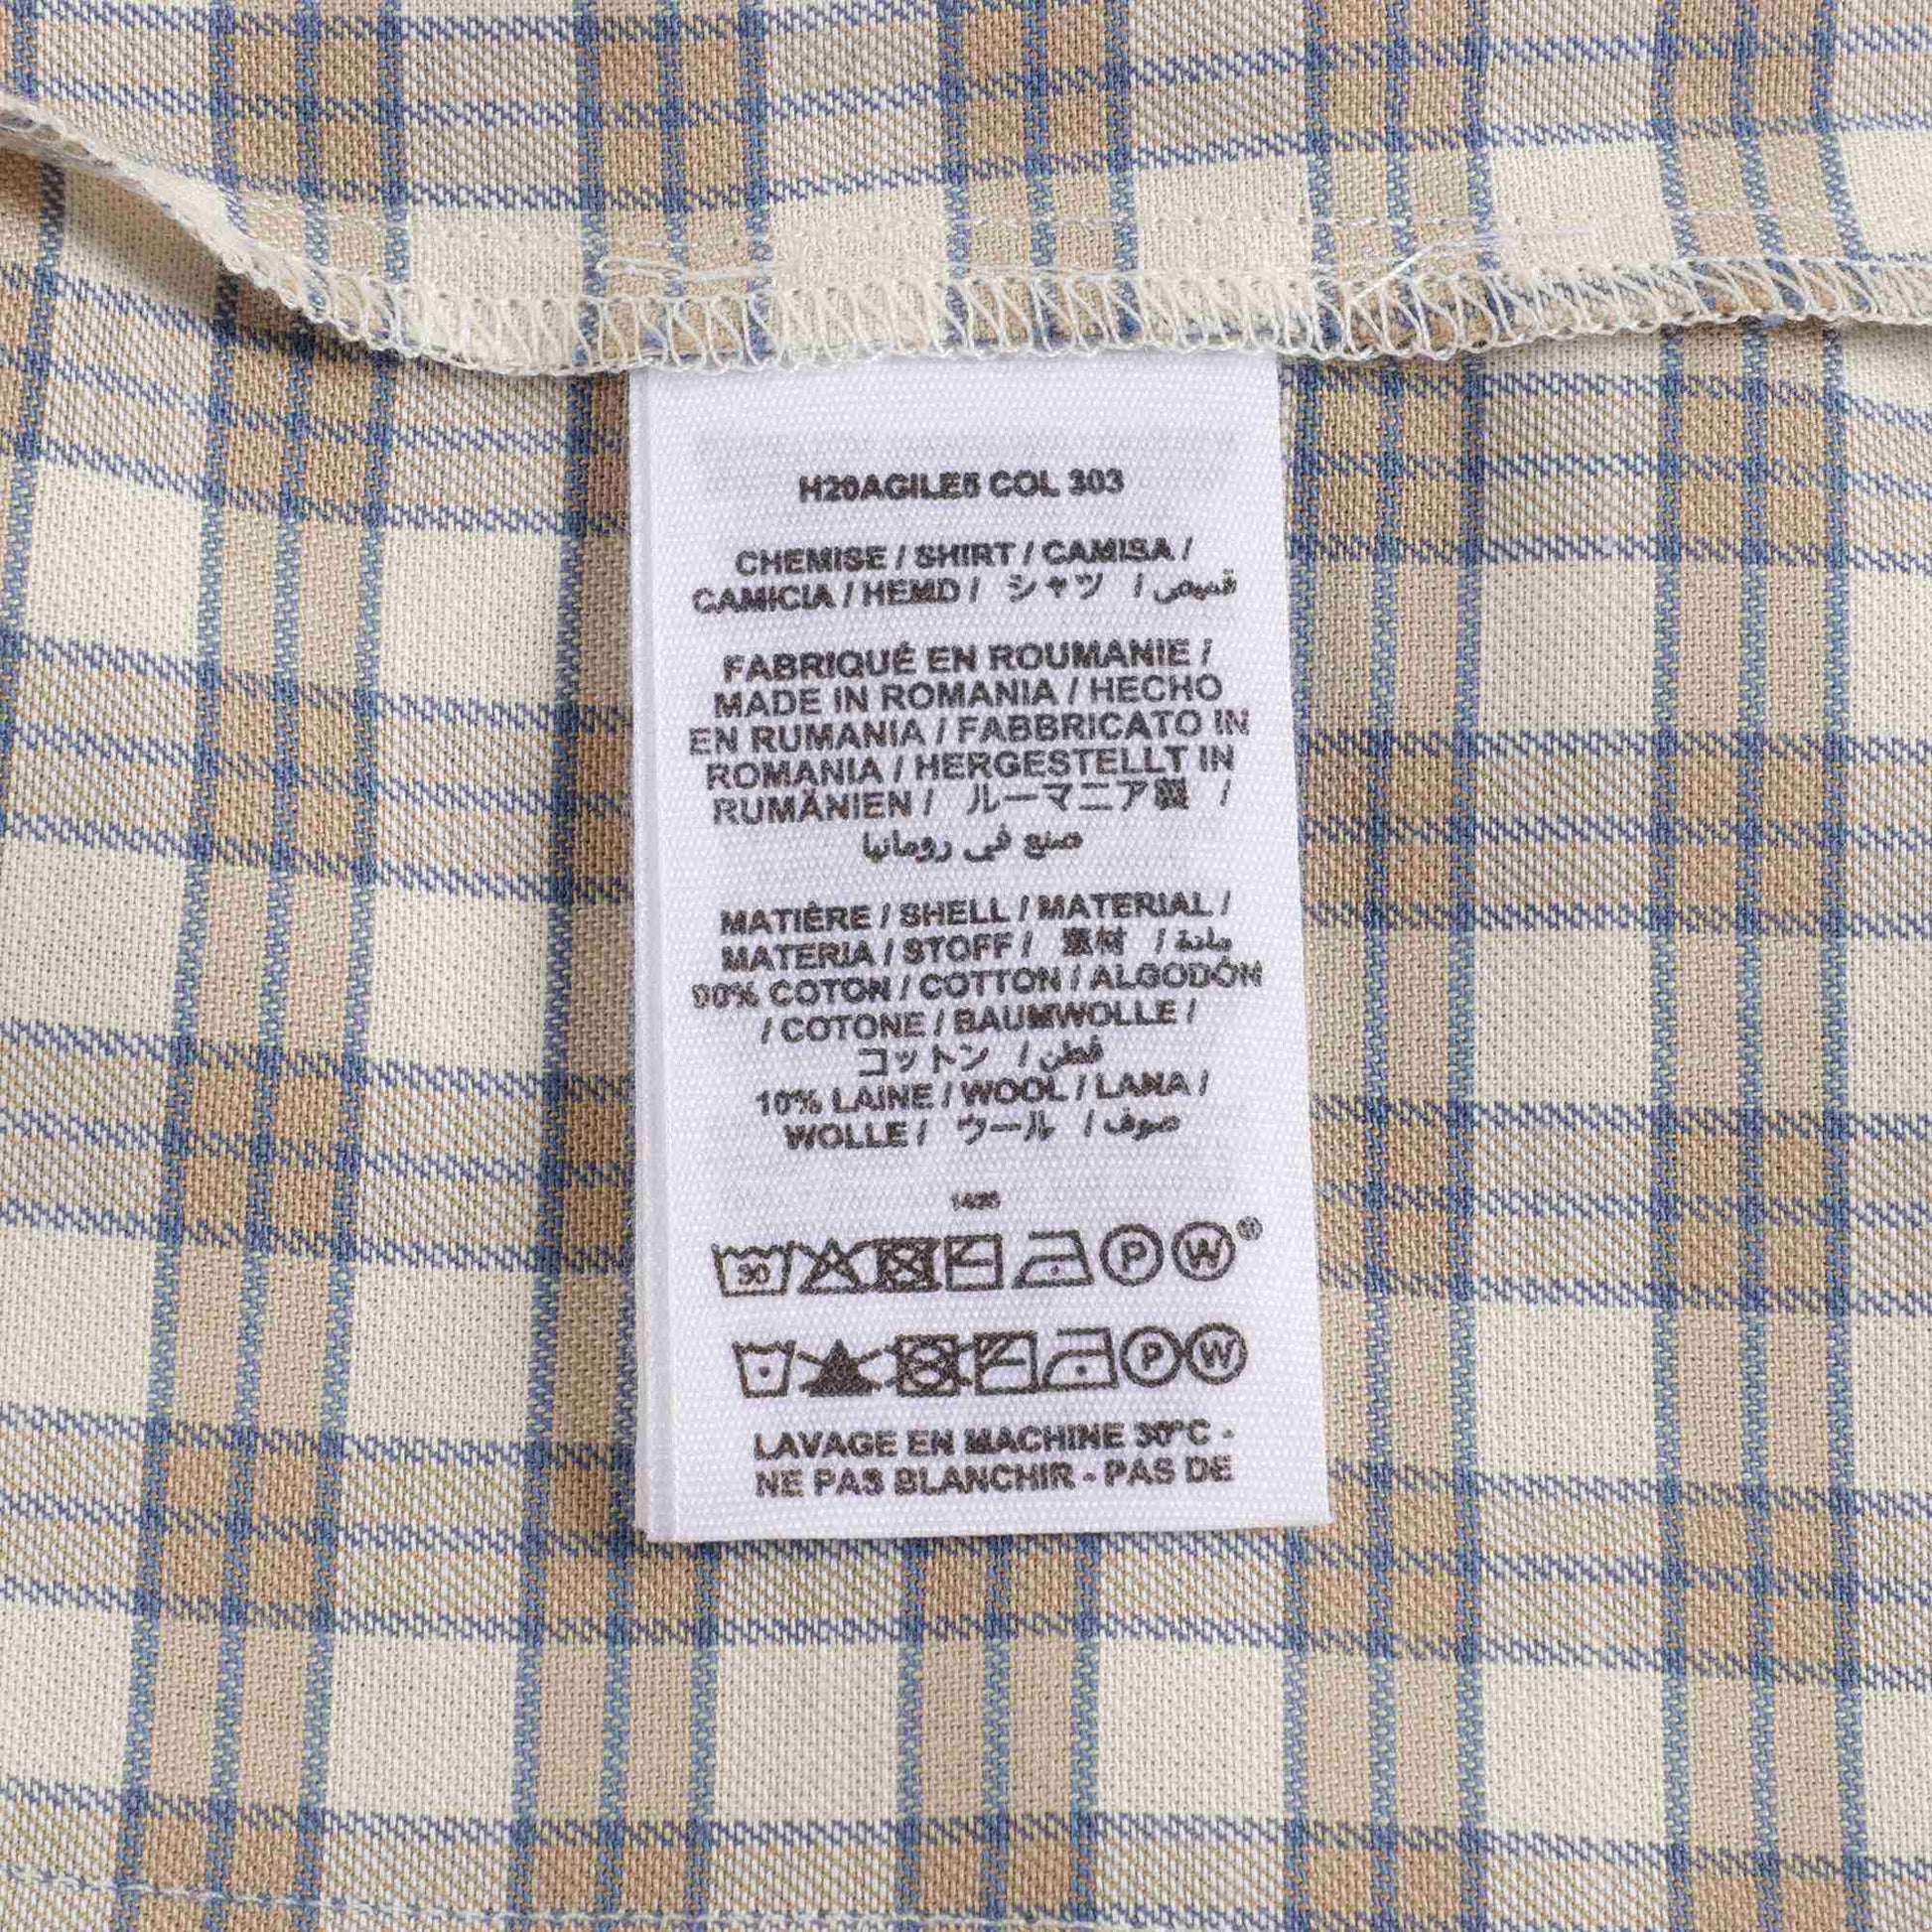 H20AGILE5 COL 303
CHEMISE / SHIRT / CAMISA /
CAMICIA / HEMD / シャツ / قميص
FABRIQUÉ EN ROUMANIE /
MADE IN ROMANIA / HECHO
EN RUMANIA / FABBRICATO IN
ROMANIA / HERGESTELLT IN
RUMÄNIEN / ルーマニア製 /
صنع في رومانيا
MATIÈRE / SHELL / MATERIAL /
MATERIA / STOFF / 素材 / مادة
90% COTON / COTTON / ALGODÓN
/ COTONE / BAUMWOLLE /
コットン / قطن
10% LAINE / WOOL / LANA /
WOLLE / ウール / صوف
30 P W®
P W
LAVAGE EN MACHINE 30°C -
NE PAS BLANCHIR - PAS DE